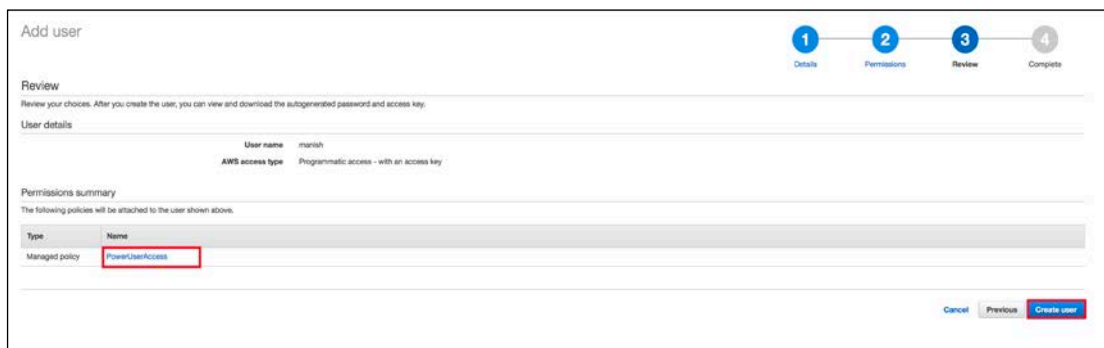 Add user
1 2 3 4
Details Permissions Review Complete
Review
Review your choices. After you create the user, you can view and download the autogenerated password and access key.
User details
User name manish
AWS access type Programmatic access - with an access key
Permissions summary
The following policies will be attached to the user shown above.
Type Name
Managed policy PowerUserAccess
Cancel Previous Create user